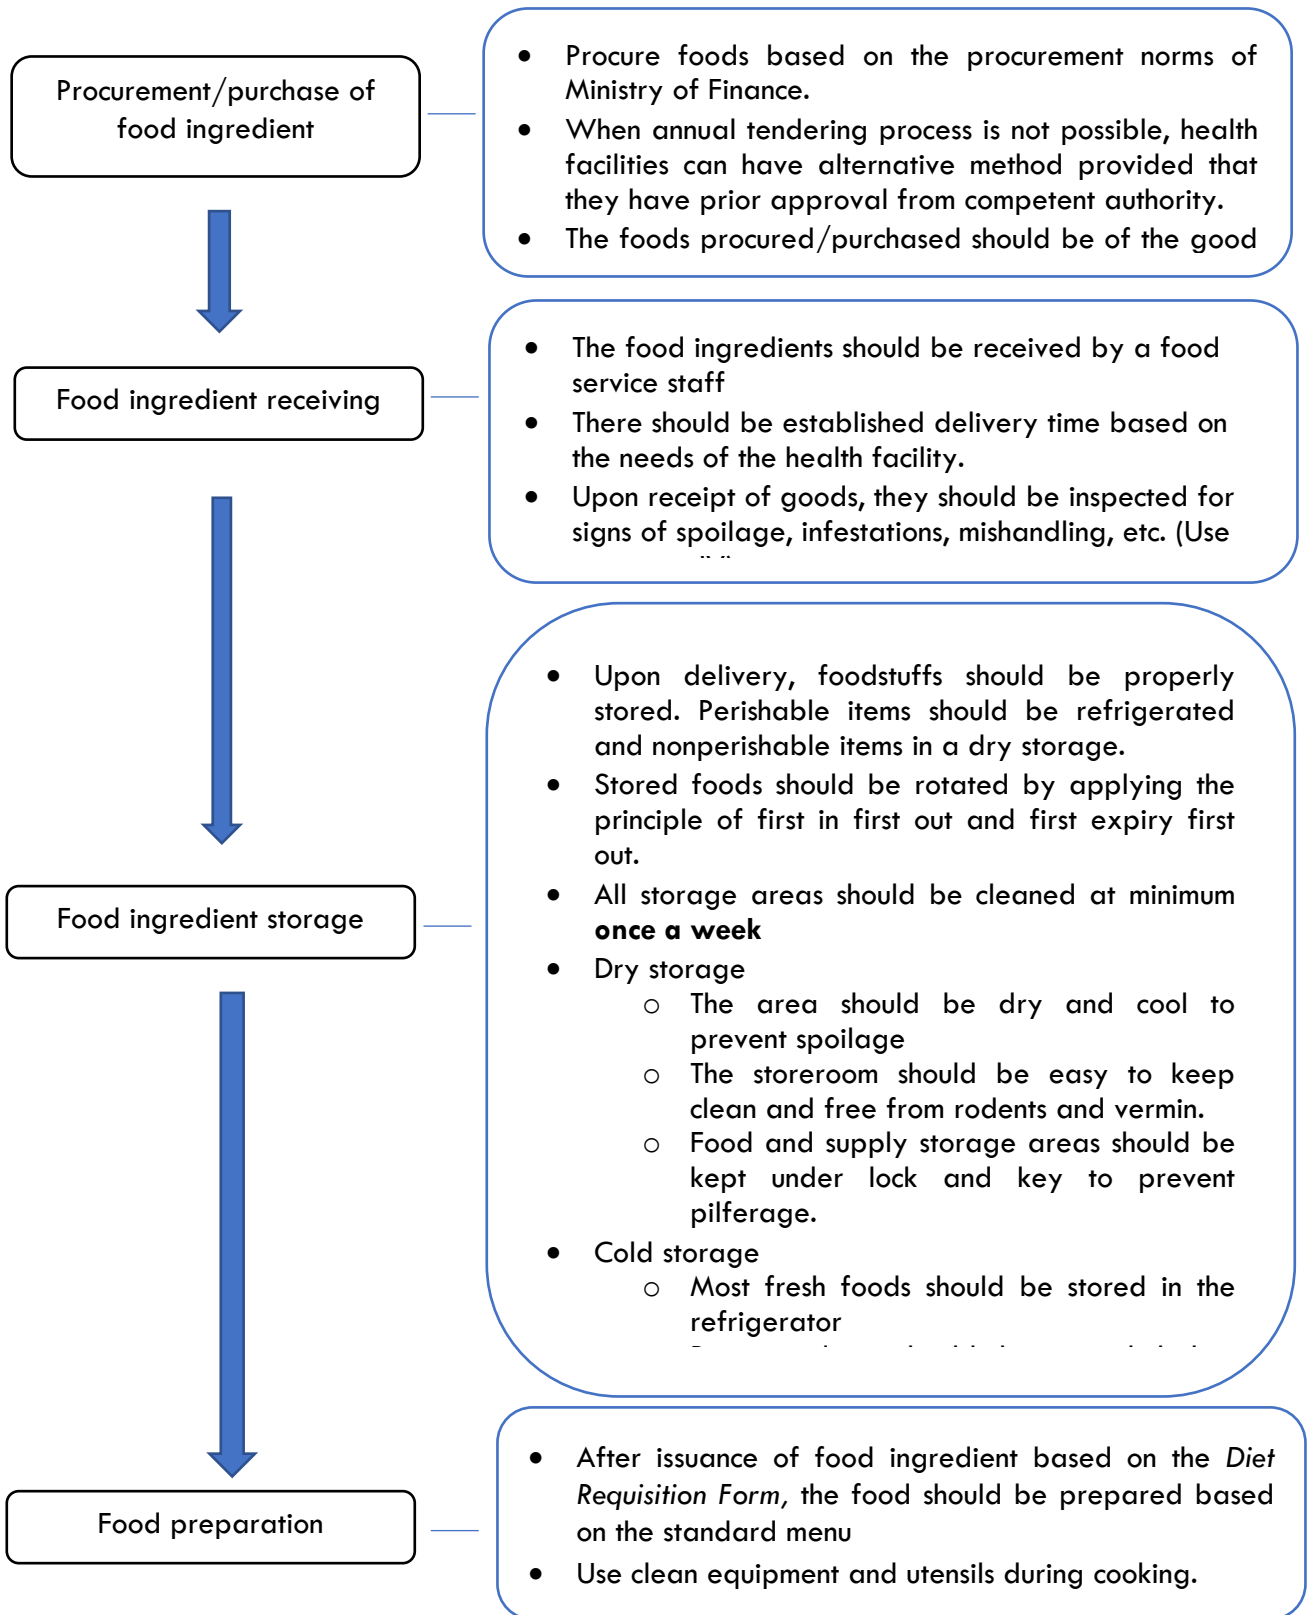 Procurement/purchase of
food ingredient
• Procure foods based on the procurement norms of
Ministry of Finance.
• When annual tendering process is not possible, health
facilities can have alternative method provided that
they have prior approval from competent authority.
• The foods procured/purchased should be of the good
Food ingredient receiving
• The food ingredients should be received by a food
service staff
• There should be established delivery time based on
the needs of the health facility.
• Upon receipt of goods, they should be inspected for
signs of spoilage, infestations, mishandling, etc. (Use
Food ingredient storage
• Upon delivery, foodstuffs should be properly
stored. Perishable items should be refrigerated
and nonperishable items in a dry storage.
• Stored foods should be rotated by applying the
principle of first in first out and first expiry first
out.
• All storage areas should be cleaned at minimum
once a week
• Dry storage
o The area should be dry and cool to
prevent spoilage
o The storeroom should be easy to keep
clean and free from rodents and vermin.
o Food and supply storage areas should be
kept under lock and key to prevent
pilferage.
• Cold storage
o Most fresh foods should be stored in the
refrigerator
Food preparation
• After issuance of food ingredient based on the Diet
Requisition Form, the food should be prepared based
on the standard menu
• Use clean equipment and utensils during cooking.